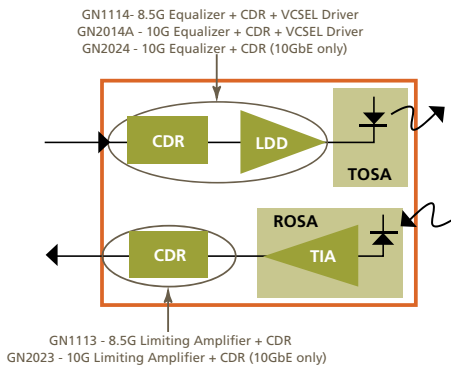 GN1114- 8.5G Equalizer + CDR + VCSEL Driver
GN2014A - 10G Equalizer + CDR + VCSEL Driver
GN2024 - 10G Equalizer + CDR (10GbE only)
CDR
LDD
TOSA
ROSA
CDR
TIA
GN1113 - 8.5G Limiting Amplifier + CDR
GN2023 - 10G Limiting Amplifier + CDR (10GbE only)